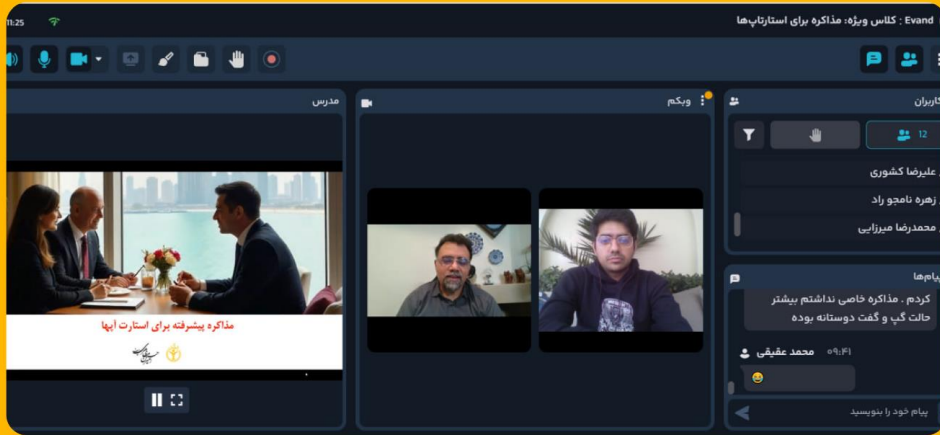 11:25
Evand ; کلاس ویژه: مذاکره برای استارتاپ‌ها
مدرس
مذاکره پیشرفته برای استارت آپها
وبکم
کاربران
12
علیرضا کشوری
زهره نامجو راد
محمدرضا میرزایی
پیام‌ها
کردم . مذاکره خاصی نداشتم بیشتر
حالت گپ و گفت دوستانه بوده
محمد عقیقی ۰۹:۴۱
😂
پیام خود را بنویسید